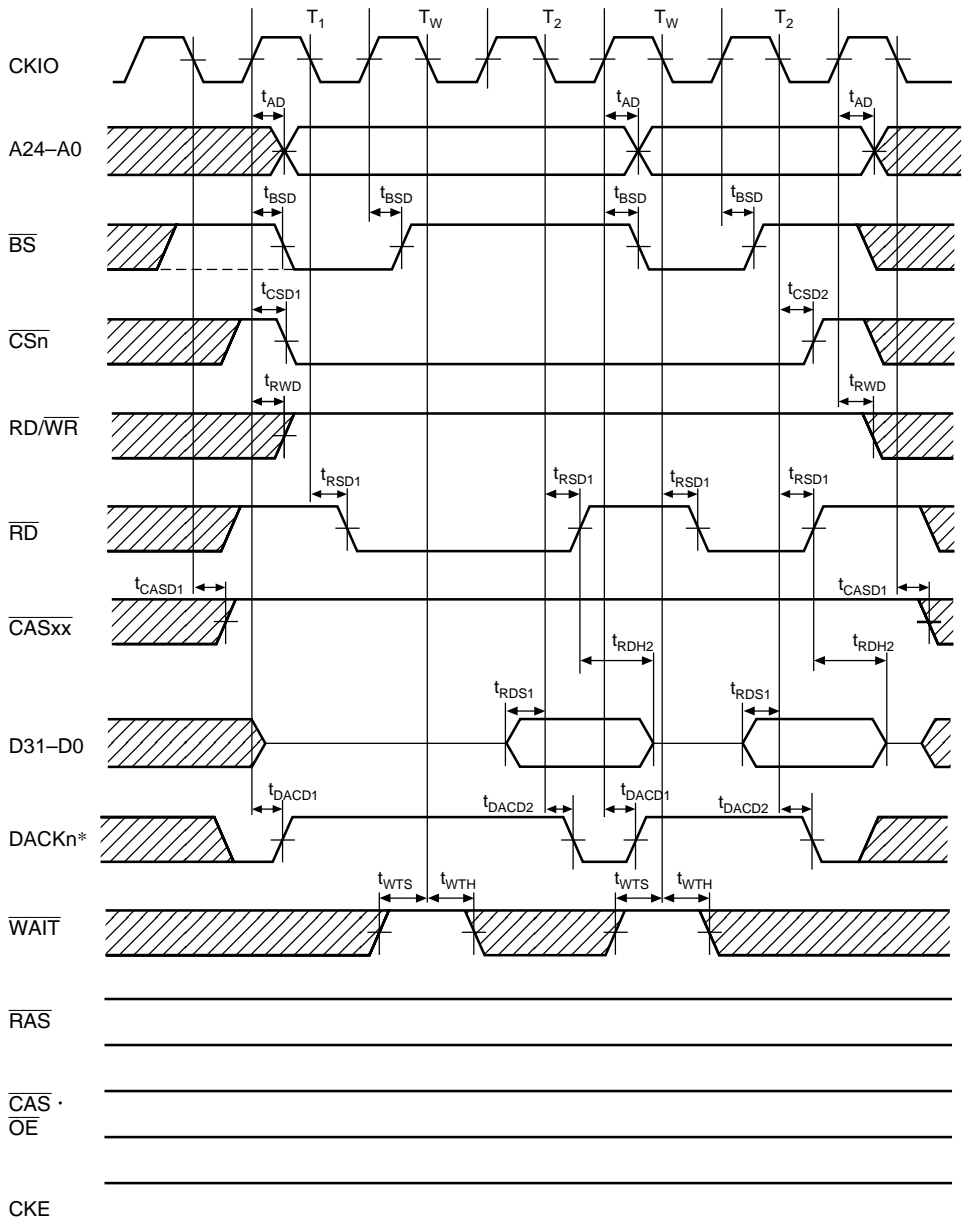 T1 TW T2 TW T2
CKIO
tAD tAD tAD
A24–A0
tBSD tBSD tBSD tBSD
BS
tCSD1 tCSD2
CSn
tRWD tRWD
RD/WR
tRSD1 tRSD1 tRSD1 tRSD1
RD
tCASD1 tCASD1
CASxx
tRDH2 tRDH2
tRDS1 tRDS1
D31–D0
tDACD1 tDACD2 tDACD1 tDACD2
DACKn*
tWTS tWTH tWTS tWTH
WAIT
RAS
CAS ·
OE
CKE